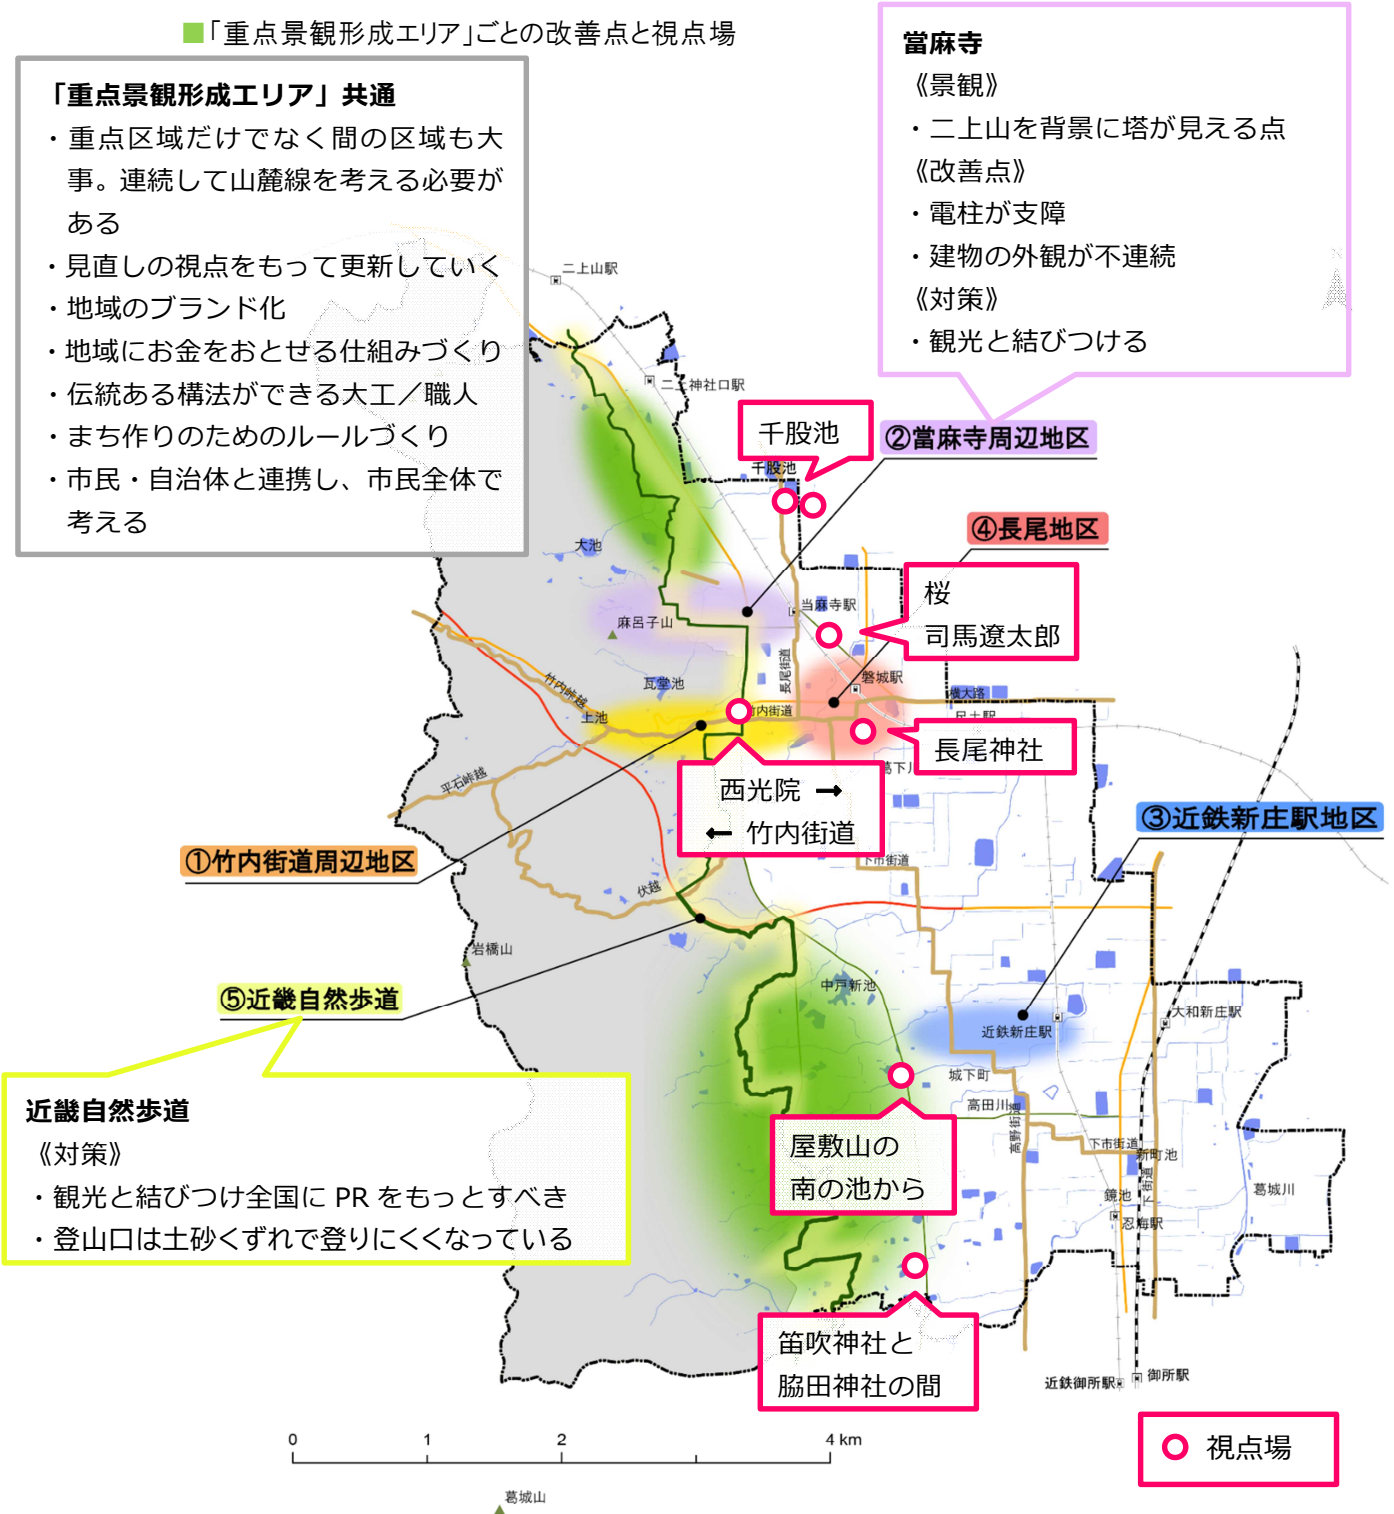 ■「重点景観形成エリア」ごとの改善点と視点場
「重点景観形成エリア」共通
・重点区域だけでなく間の区域も大
事。連続して山麓線を考える必要が
ある
・見直しの視点をもって更新していく
・地域のブランド化
・地域にお金をおとせる仕組みづくり
・伝統ある構法ができる大工／職人
・まち作りのためのルールづくり
・市民・自治体と連携し、市民全体で
考える
當麻寺
《景観》
・二上山を背景に塔が見える点
《改善点》
・電柱が支障
・建物の外観が不連続
《対策》
・観光と結びつける
二上山駅
二上神社口駅
千股池
②當麻寺周辺地区
千股池
④長尾地区
大池
桜
司馬遼太郎
当麻寺駅
麻呂子山
長尾街道
磐城駅
瓦堂池
竹内峠越
横大路
上池
竹内街道
尺土駅
長尾神社
葛下川
平石峠越
西光院 →
← 竹内街道
③近鉄新庄駅地区
①竹内街道周辺地区
下市街道
伏越
岩橋山
⑤近畿自然歩道
中戸新池
大和新庄駅
近鉄新庄駅
城下町
高田川
高野街道
近畿自然歩道
《対策》
・観光と結びつけ全国に PR をもっとすべき
・登山口は土砂くずれで登りにくくなっている
屋敷山の
南の池から
下市街道
新町池
下街道
鏡池
忍海駅
葛城川
笛吹神社と
脇田神社の間
近鉄御所駅
御所駅
視点場
0 1 2 4 km
葛城山